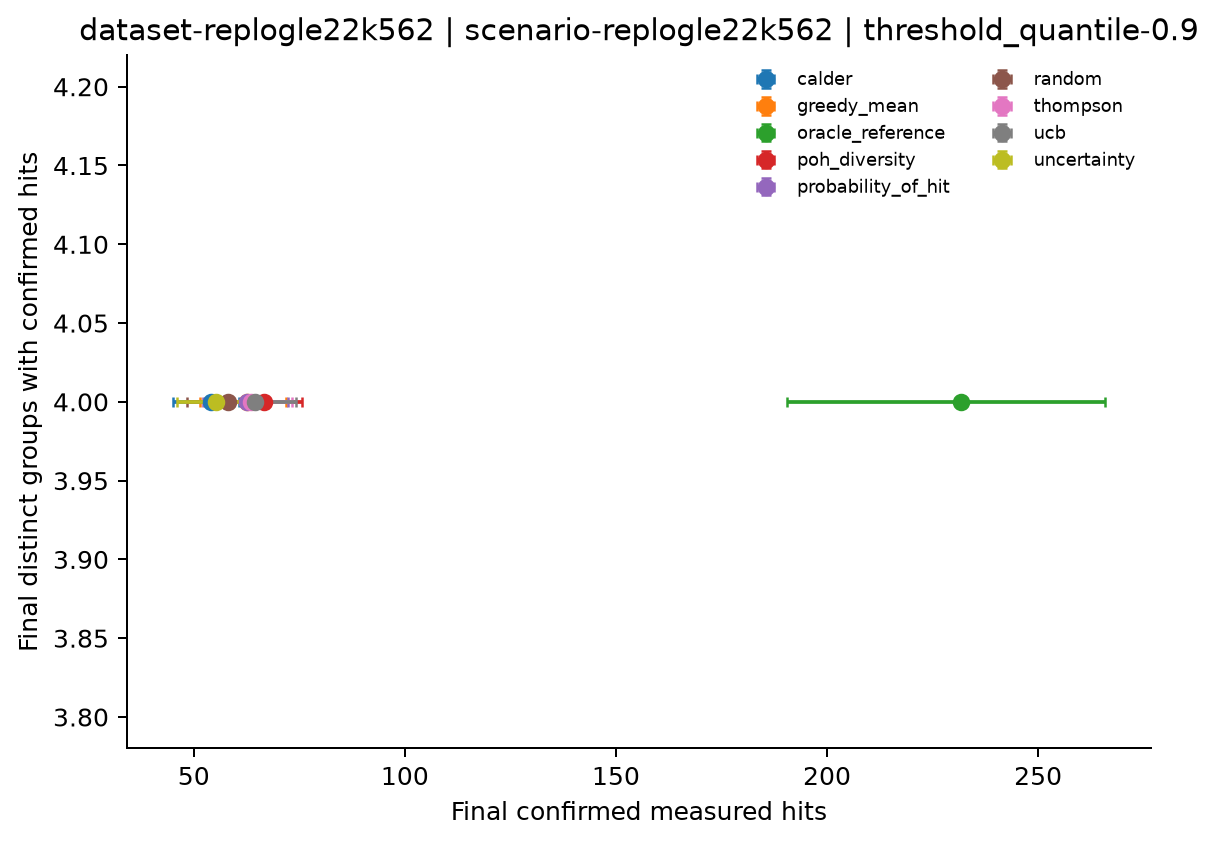 dataset-replogle22k562 | scenario-replogle22k562 | threshold_quantile-0.9
calder
greedy_mean
oracle_reference
poh_diversity
probability_of_hit
random
thompson
ucb
uncertainty
Final distinct groups with confirmed hits
4.20
4.15
4.10
4.05
4.00
3.95
3.90
3.85
3.80
50
100
150
200
250
Final confirmed measured hits